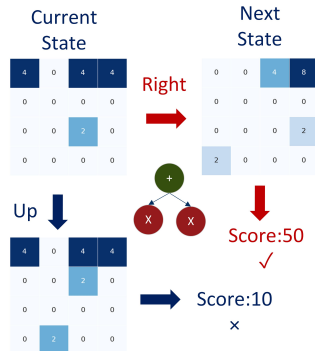 Current
State
Next
State
4 0 4 4
0 0 0 0
0 0 2 0
0 0 0 0
Right
0 0 4 8
0 0 0 0
0 0 0 2
2 0 0 0
Up
+
X X
Score:50
✓
4 0 4 4
0 0 2 0
0 0 0 0
0 2 0 0
Score:10
×